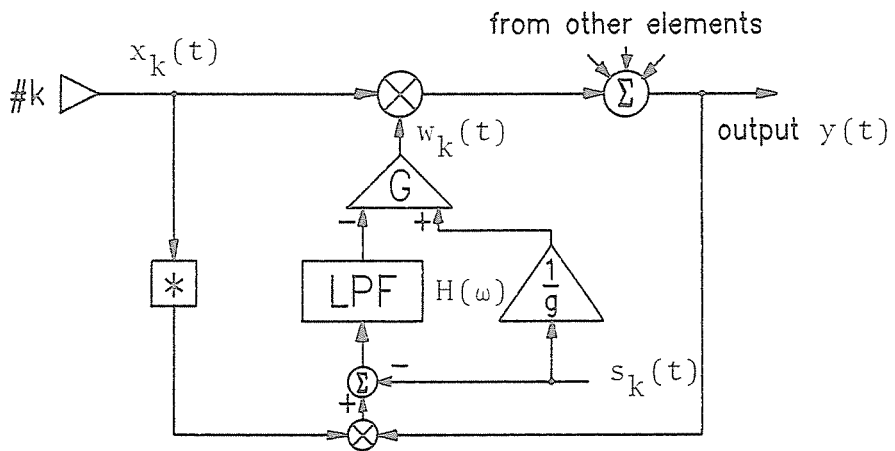 from other elements
x_k(t)
#k
Σ
w_k(t)
output y(t)
G
- +
*
LPF
H(ω)
1/g
-
Σ
s_k(t)
+